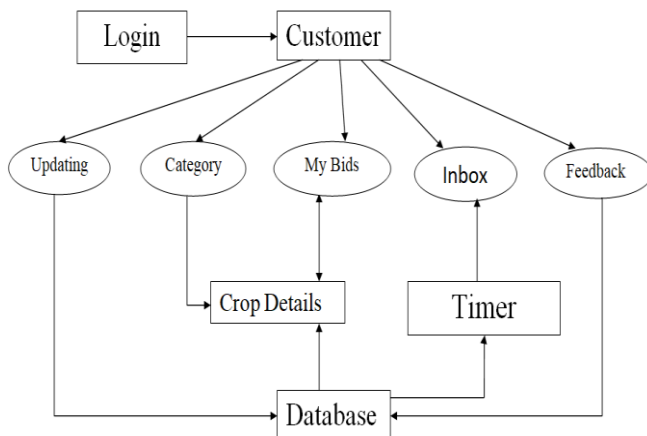 Login
Customer
Updating
Category
My Bids
Inbox
Feedback
Crop Details
Timer
Database